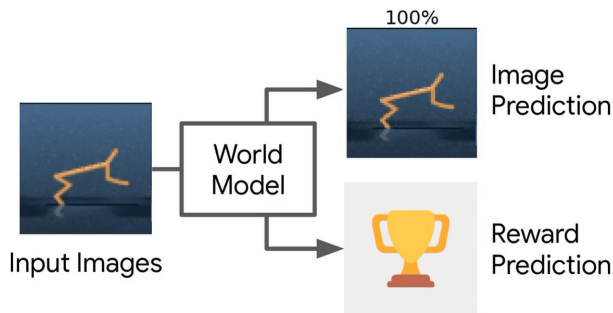 100%
Image
Prediction
World
Model
Input Images
Reward
Prediction